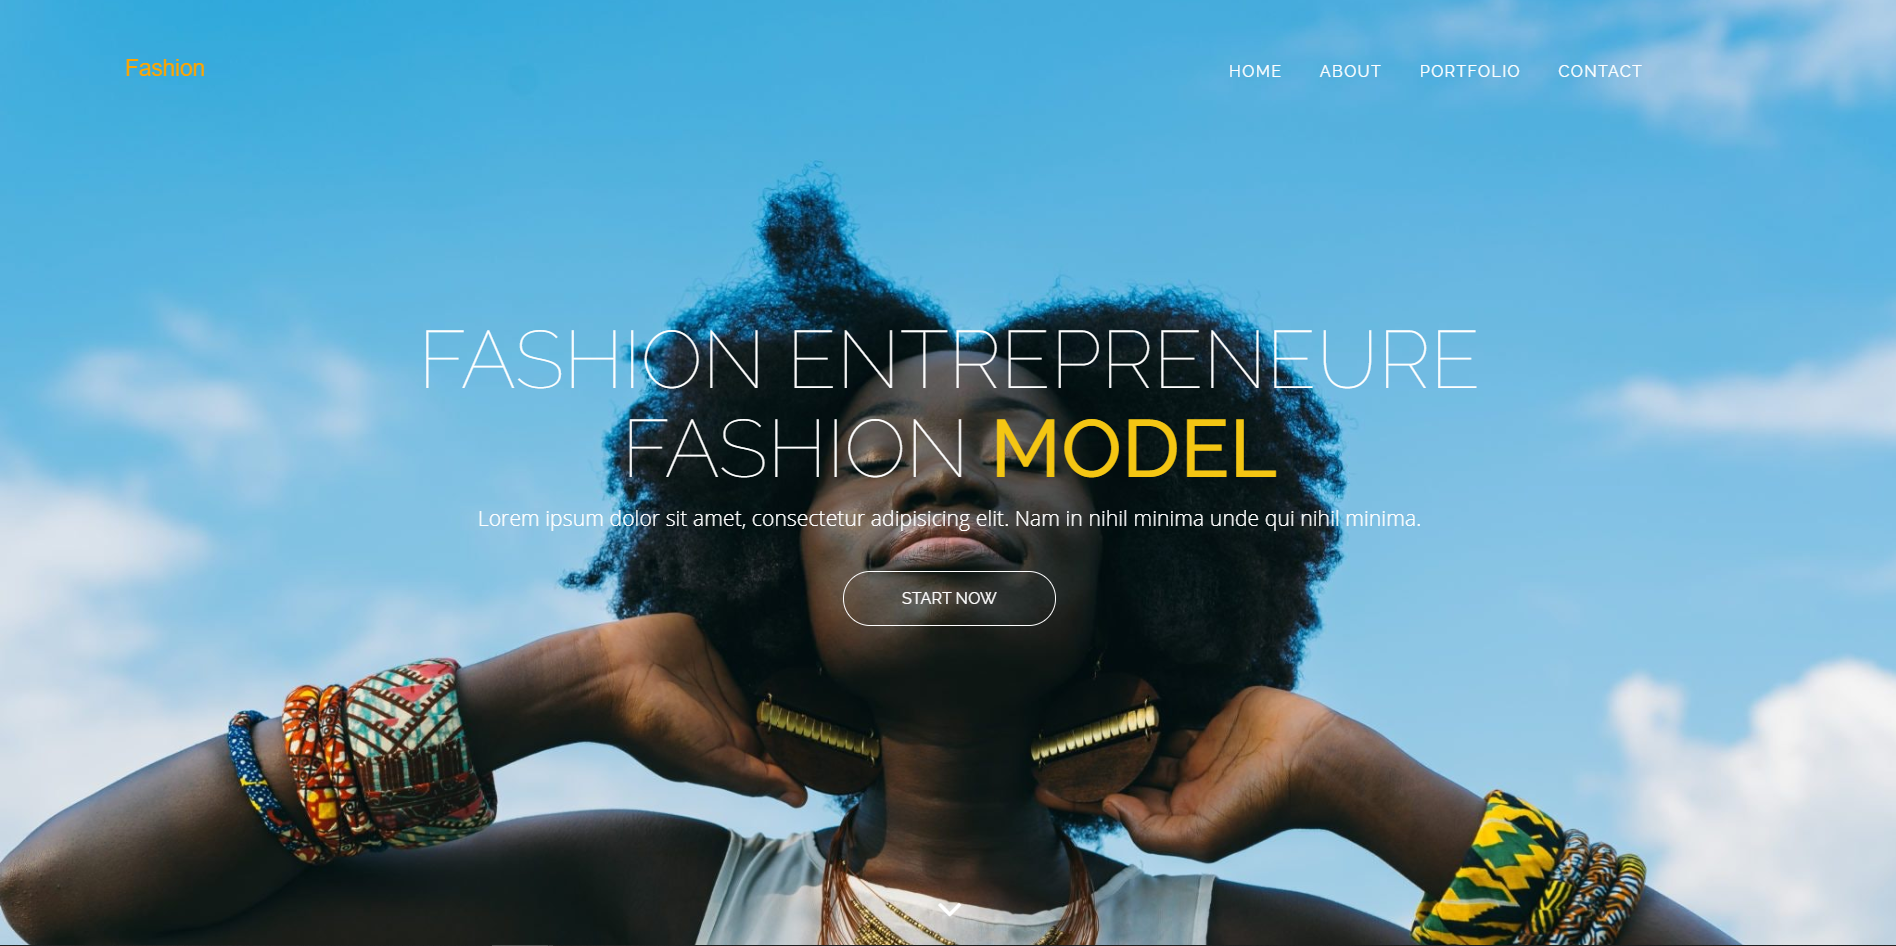 Fashion
HOME ABOUT PORTFOLIO CONTACT
FASHION ENTREPRENEURE
FASHION MODEL
Lorem ipsum dolor sit amet, consectetur adipisicing elit. Nam in nihil minima unde qui nihil minima.
START NOW